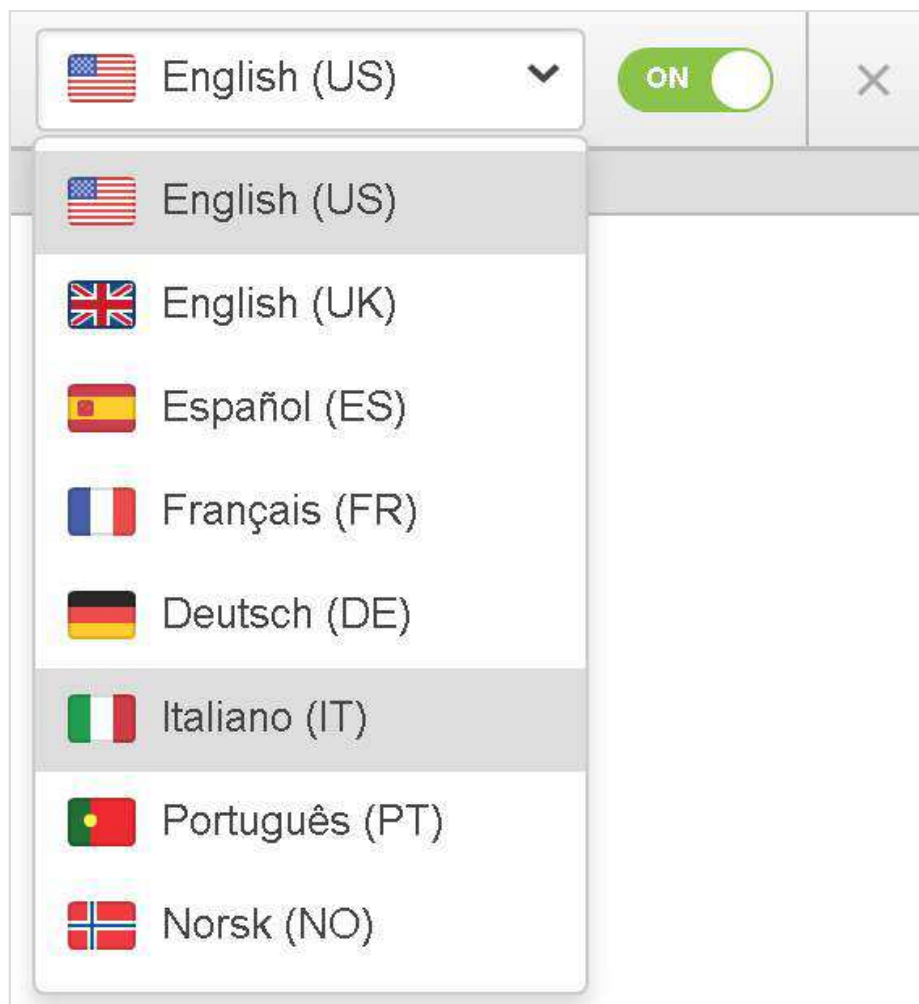 English (US)
ON
English (US)
English (UK)
Español (ES)
Français (FR)
Deutsch (DE)
Italiano (IT)
Português (PT)
Norsk (NO)